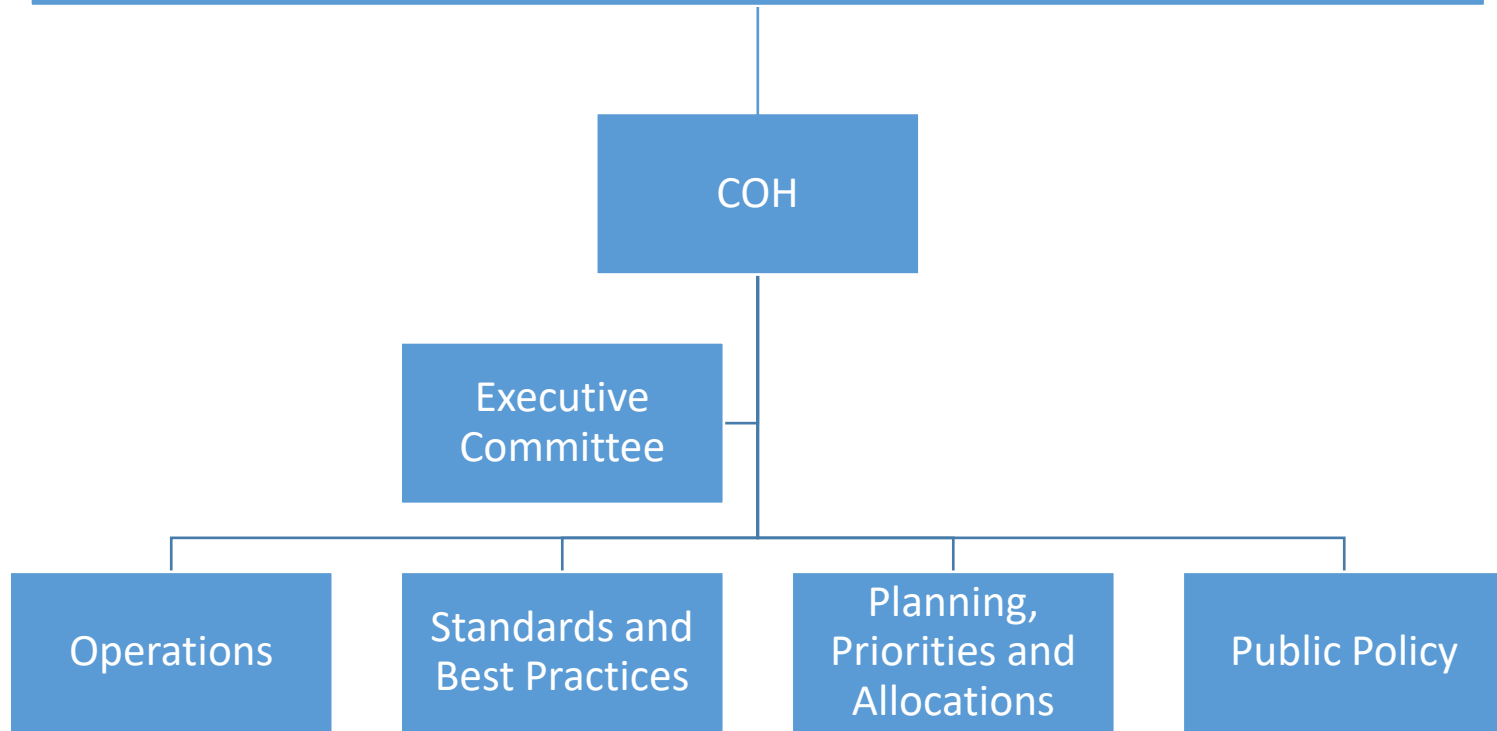 COH
Executive
Committee
Operations
Standards and
Best Practices
Planning,
Priorities and
Allocations
Public Policy